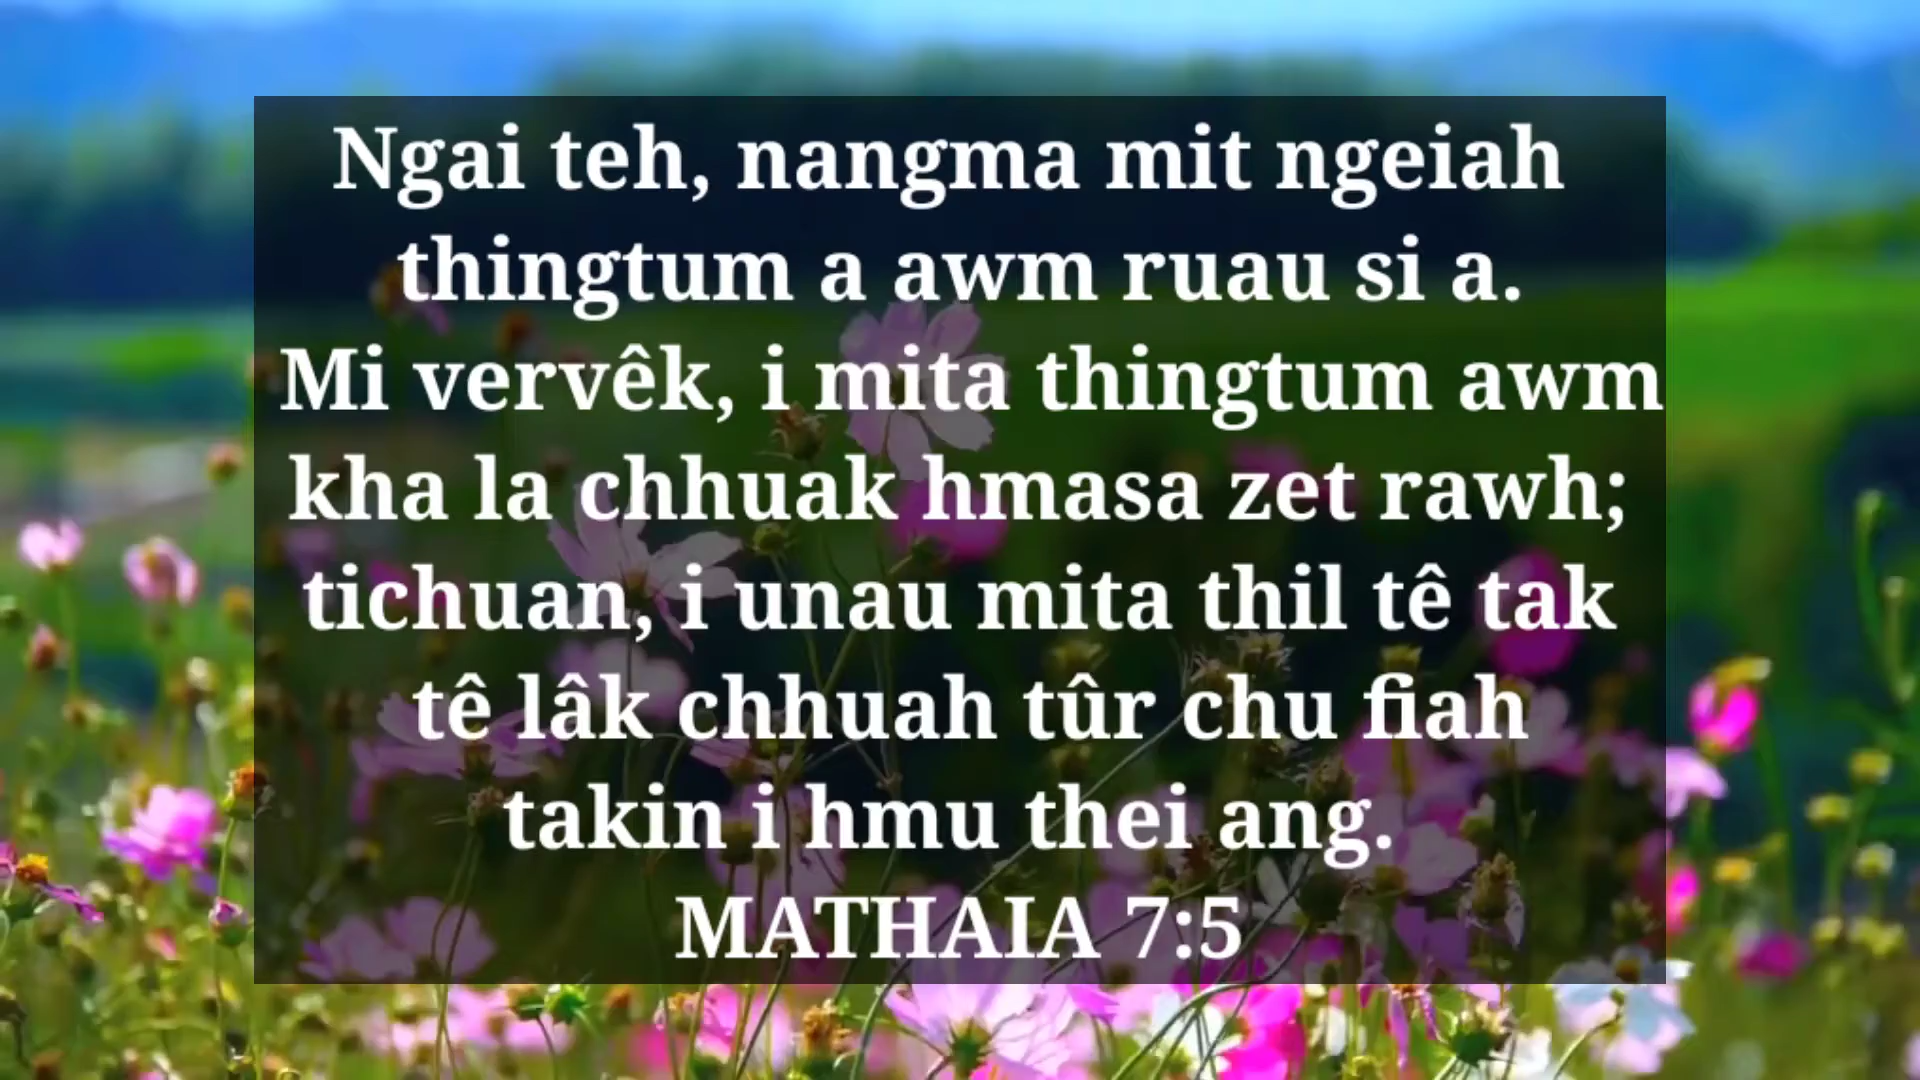 Ngai teh, nangma mit ngeiah
thingtum a awm ruau si a.
Mi vervêk, i mita thingtum awm
kha la chhuak hmasa zet rawh;
tichuan, i unau mita thil tê tak
tê lâk chhuah tûr chu fiah
takin i hmu thei ang.
MATHAIA 7:5